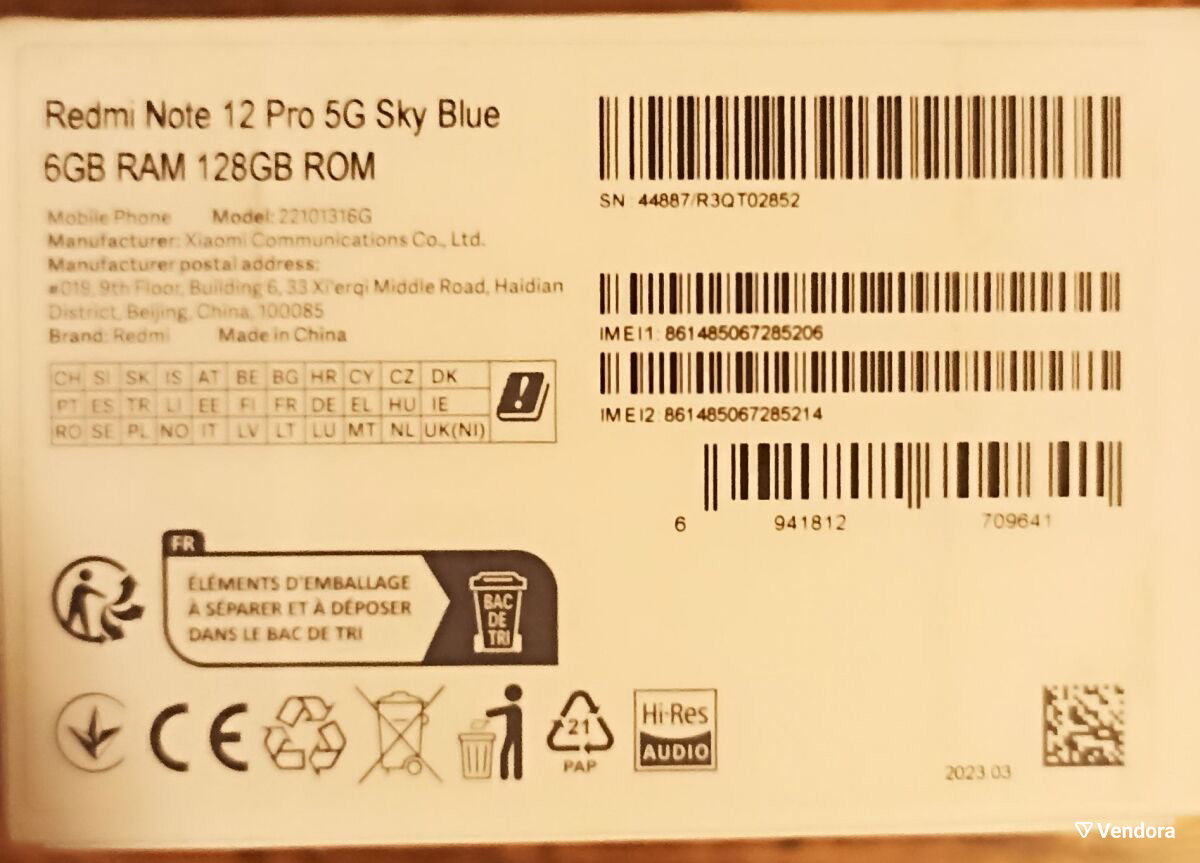 Redmi Note 12 Pro 5G Sky Blue
6GB RAM 128GB ROM
Mobile Phone Model: 22101316G
Manufacturer: Xiaomi Communications Co., Ltd.
Manufacturer postal address:
#019, 9th Floor, Building 6, 33 Xi'erqi Middle Road, Haidian
District, Beijing, China, 100085
Brand: Redmi Made in China
CH SI SK IS AT BE BG HR CY CZ DK
PT ES TR LI EE FI FR DE EL HU IE
RO SE PL NO IT LV LT LU MT NL UK(NI)
SN: 44887/R3QT02852
IMEI1: 861485067285206
IMEI2: 861485067285214
6 941812 709641
FR
ÉLÉMENTS D'EMBALLAGE
À SÉPARER ET À DÉPOSER
DANS LE BAC DE TRI
BAC
DE
TRI
CE
21
PAP
Hi-Res
AUDIO
2023.03
Vendora